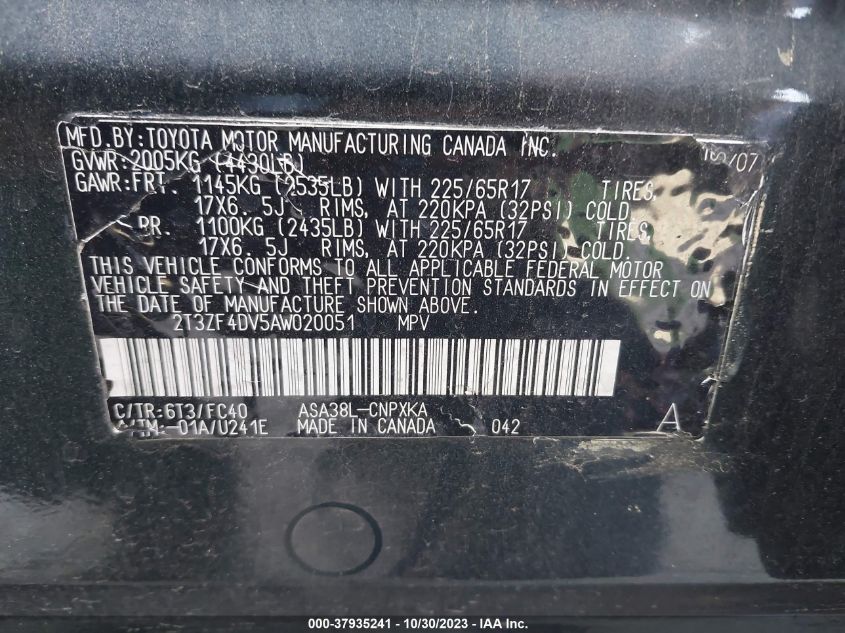 MFD.BY:TOYOTA MOTOR MANUFACTURING CANADA INC.
GVWR:2005KG (4430LB) /07
GAWR:FRT. 1145KG (2535LB) WITH 225/65R17 TIRES,
17X6. 5J RIMS, AT 220KPA (32PSI) COLD.
RR. 1100KG (2435LB) WITH 225/65R17 TIRES,
17X6. 5J RIMS, AT 220KPA (32PSI) COLD.
THIS VEHICLE CONFORMS TO ALL APPLICABLE FEDERAL MOTOR
VEHICLE SAFETY AND THEFT PREVENTION STANDARDS IN EFFECT ON
THE DATE OF MANUFACTURE SHOWN ABOVE.
2T3ZF4DV5AW020051 MPV
C/TR:6T3/FC40 ASA38L-CNPXKA A
A/TM:-01A/U241E MADE IN CANADA 042
000-37935241 - 10/30/2023 - IAA Inc.